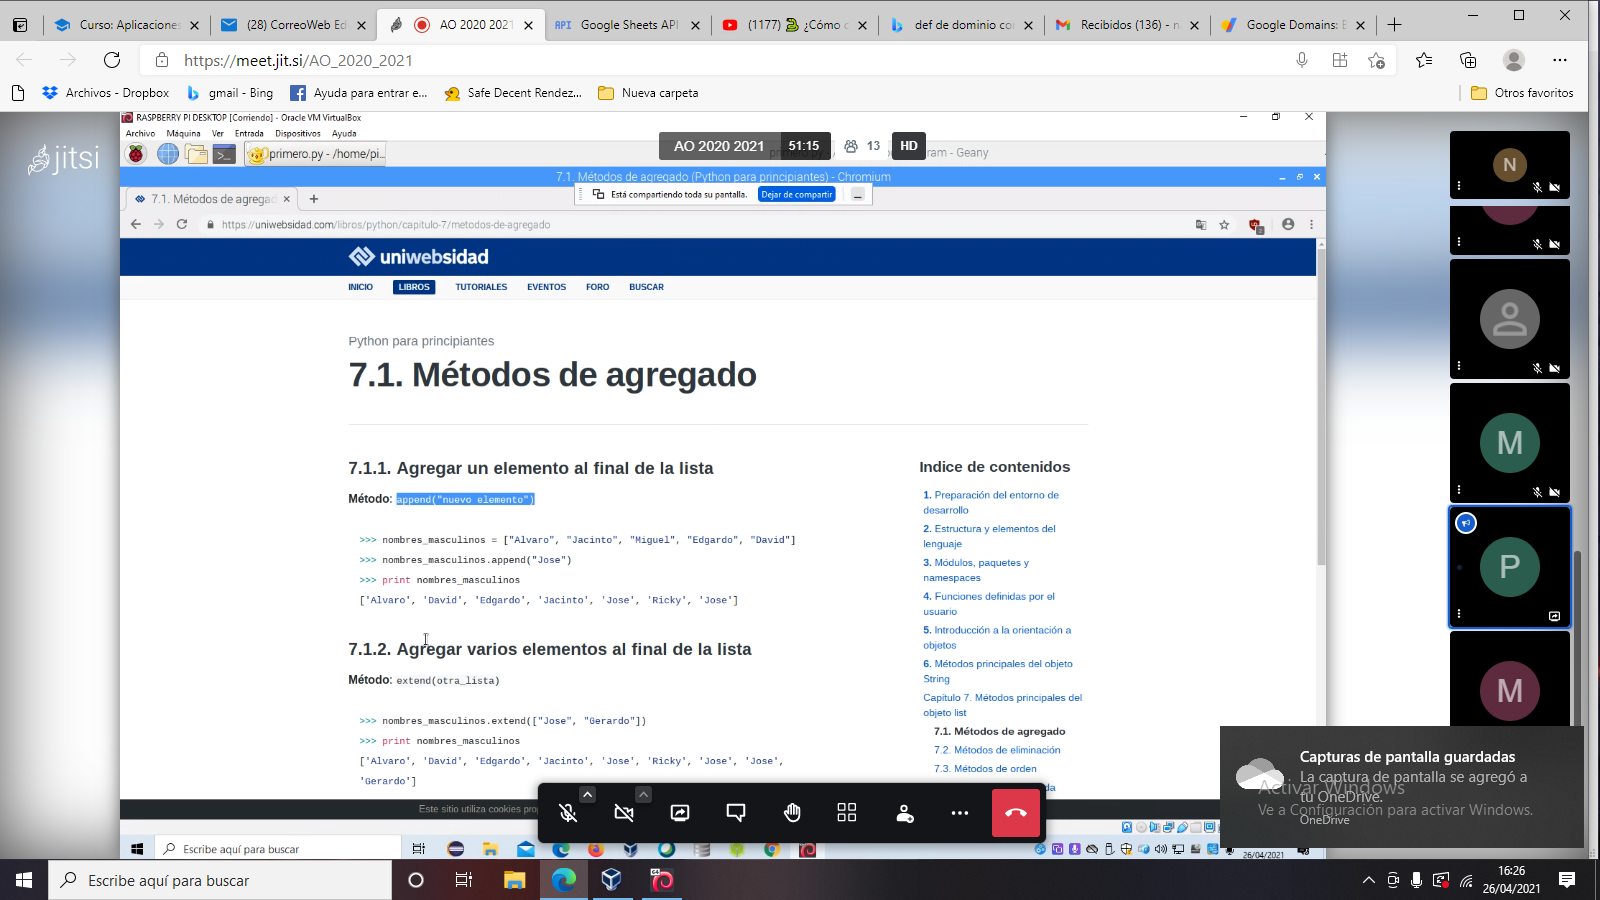 Curso: Aplicaciones
(28) CorreoWeb Ed
AO 2020 2021
API Google Sheets API
(1177) ¿Cómo c
def de dominio co
Recibidos (136) - n
Google Domains: B
https://meet.jit.si/AO_2020_2021
Archivos - Dropbox
gmail - Bing
Ayuda para entrar e...
Safe Decent Rendez...
Nueva carpeta
Otros favoritos
jitsi
RASPBERRY PI DESKTOP [Corriendo] - Oracle VM VirtualBox
Archivo Máquina Ver Entrada Dispositivos Ayuda
primero.py - /home/pi...
AO 2020 2021 51:15 13 HD
ram - Geany
7.1. Métodos de agregado (Python para principiantes) - Chromium
7.1. Métodos de agregad
Está compartiendo toda su pantalla. Dejar de compartir
https://uniwebsidad.com/libros/python/capitulo-7/metodos-de-agregado
uniwebsidad
INICIO LIBROS TUTORIALES EVENTOS FORO BUSCAR
Python para principiantes
7.1. Métodos de agregado
7.1.1. Agregar un elemento al final de la lista
Método: append("nuevo elemento")
>>> nombres_masculinos = ["Alvaro", "Jacinto", "Miguel", "Edgardo", "David"]
>>> nombres_masculinos.append("Jose")
>>> print nombres_masculinos
['Alvaro', 'David', 'Edgardo', 'Jacinto', 'Jose', 'Ricky', 'Jose']
7.1.2. Agregar varios elementos al final de la lista
Método: extend(otra_lista)
>>> nombres_masculinos.extend(["Jose", "Gerardo"])
>>> print nombres_masculinos
['Alvaro', 'David', 'Edgardo', 'Jacinto', 'Jose', 'Ricky', 'Jose', 'Jose',
'Gerardo']
Este sitio utiliza cookies pro
Indice de contenidos
1. Preparación del entorno de
desarrollo
2. Estructura y elementos del
lenguaje
3. Módulos, paquetes y
namespaces
4. Funciones definidas por el
usuario
5. Introducción a la orientación a
objetos
6. Métodos principales del objeto
String
Capítulo 7. Métodos principales del
objeto list
7.1. Métodos de agregado
7.2. Métodos de eliminación
7.3. Métodos de orden
da
N
M
P
M
Capturas de pantalla guardadas
La captura de pantalla se agregó a
tu OneDrive.
OneDrive
Activar Windows
Ve a Configuración para activar Windows.
Escribe aquí para buscar
26/04/2021
Escribe aquí para buscar
16:26
26/04/2021